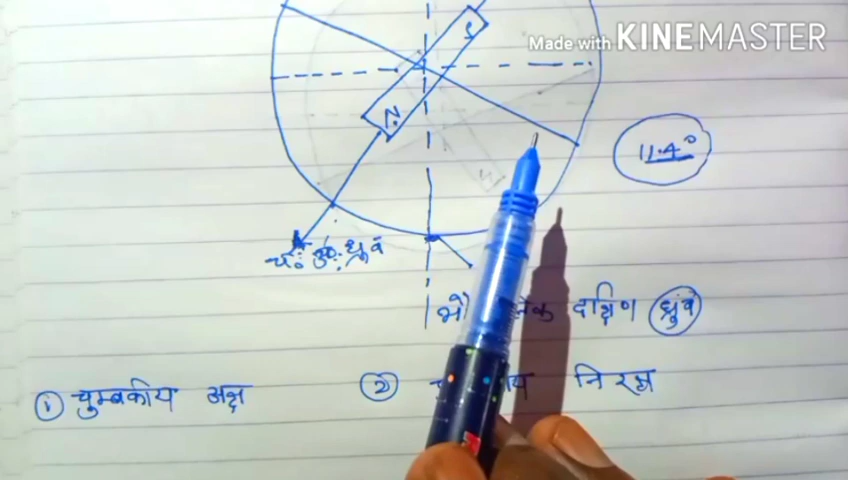 Made with KINEMASTER
S
N
11.4°
च॰ उ॰ ध्रुव
दक्षिण ध्रुव
① चुम्बकीय अक्ष ② निरक्ष